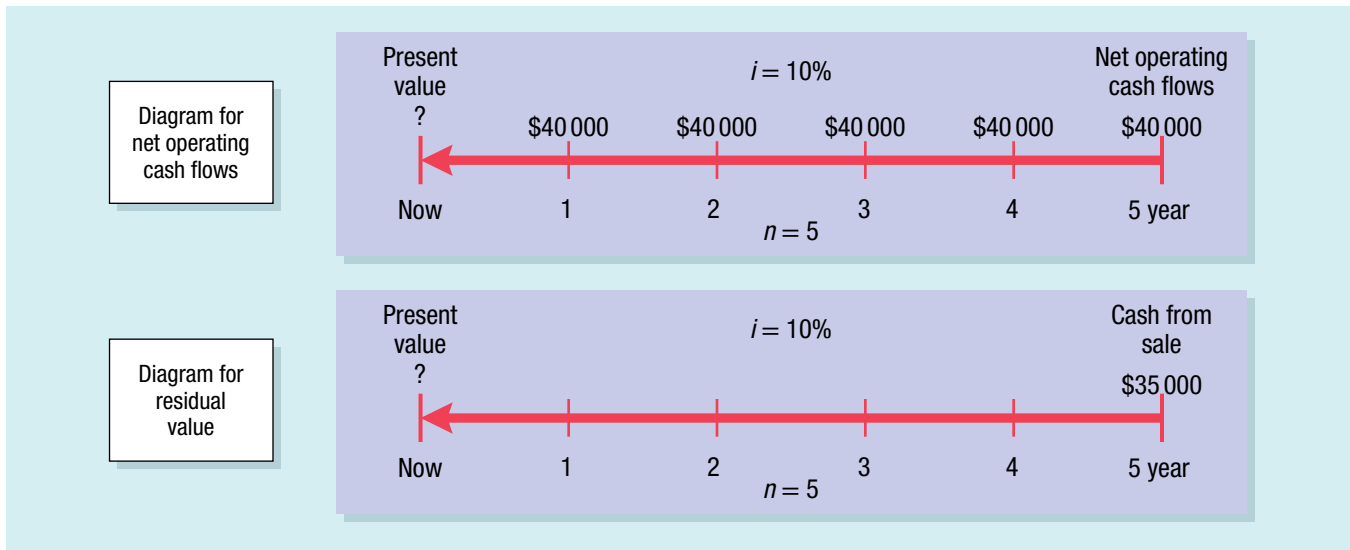 Diagram for
net operating
cash flows
Present
value
?
i = 10%
Net operating
cash flows
$40 000 $40 000 $40 000 $40 000 $40 000
Now 1 2 3 4 5 year
n = 5
Diagram for
residual
value
Present
value
?
i = 10%
Cash from
sale
$35 000
Now 1 2 3 4 5 year
n = 5